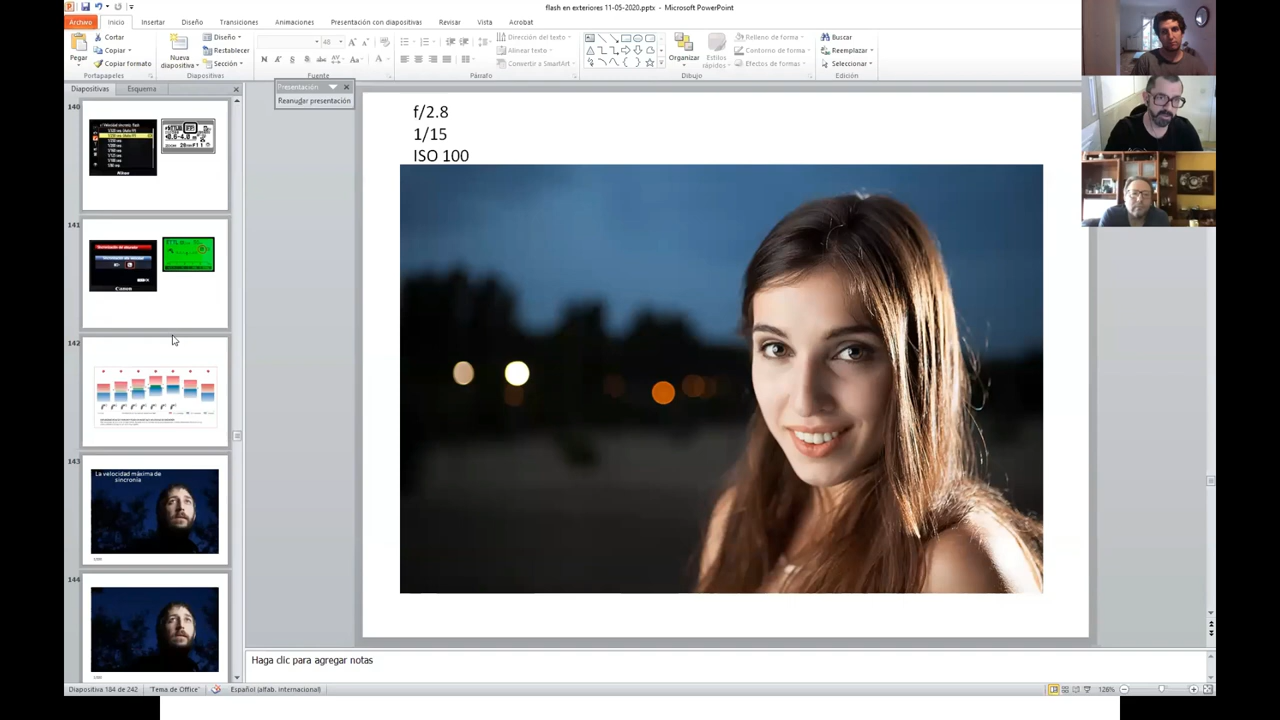 flash en exteriores 11-05-2020.pptx - Microsoft PowerPoint
Archivo Inicio Insertar Diseño Transiciones Animaciones Presentación con diapositivas Revisar Vista Acrobat
Cortar
Copiar
Copiar formato
Pegar
Portapapeles
Nueva
diapositiva
Diseño
Restablecer
Sección
Diapositivas
48
N K S
Aa
Fuente
Dirección del texto
Alinear texto
Convertir a SmartArt
Párrafo
Organizar
Estilos
rápidos
Relleno de forma
Contorno de forma
Efectos de formas
Dibujo
Buscar
Reemplazar
Seleccionar
Edición
Presentación
Reanudar presentación
Diapositivas Esquema
140
Nikon
141
Canon
142
143
La velocidad máxima de
sincronía
144
f/2.8
1/15
ISO 100
Haga clic para agregar notas
Diapositiva 184 de 242 "Tema de Office" Español (alfab. internacional) 126%